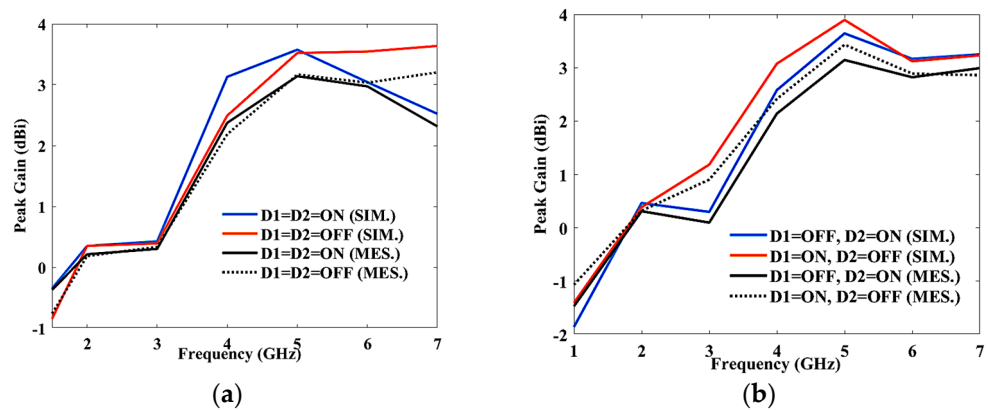 4
3
2
1
0
-1
Peak Gain (dBi)
D1=D2=ON (SIM.)
D1=D2=OFF (SIM.)
D1=D2=ON (MES.)
D1=D2=OFF (MES.)
2 3 4 5 6 7
Frequency (GHz)
(a)
4
3
2
1
0
-1
-2
Peak Gain (dBi)
D1=OFF, D2=ON (SIM.)
D1=ON, D2=OFF (SIM.)
D1=OFF, D2=ON (MES.)
D1=ON, D2=OFF (MES.)
1 2 3 4 5 6 7
Frequency (GHz)
(b)